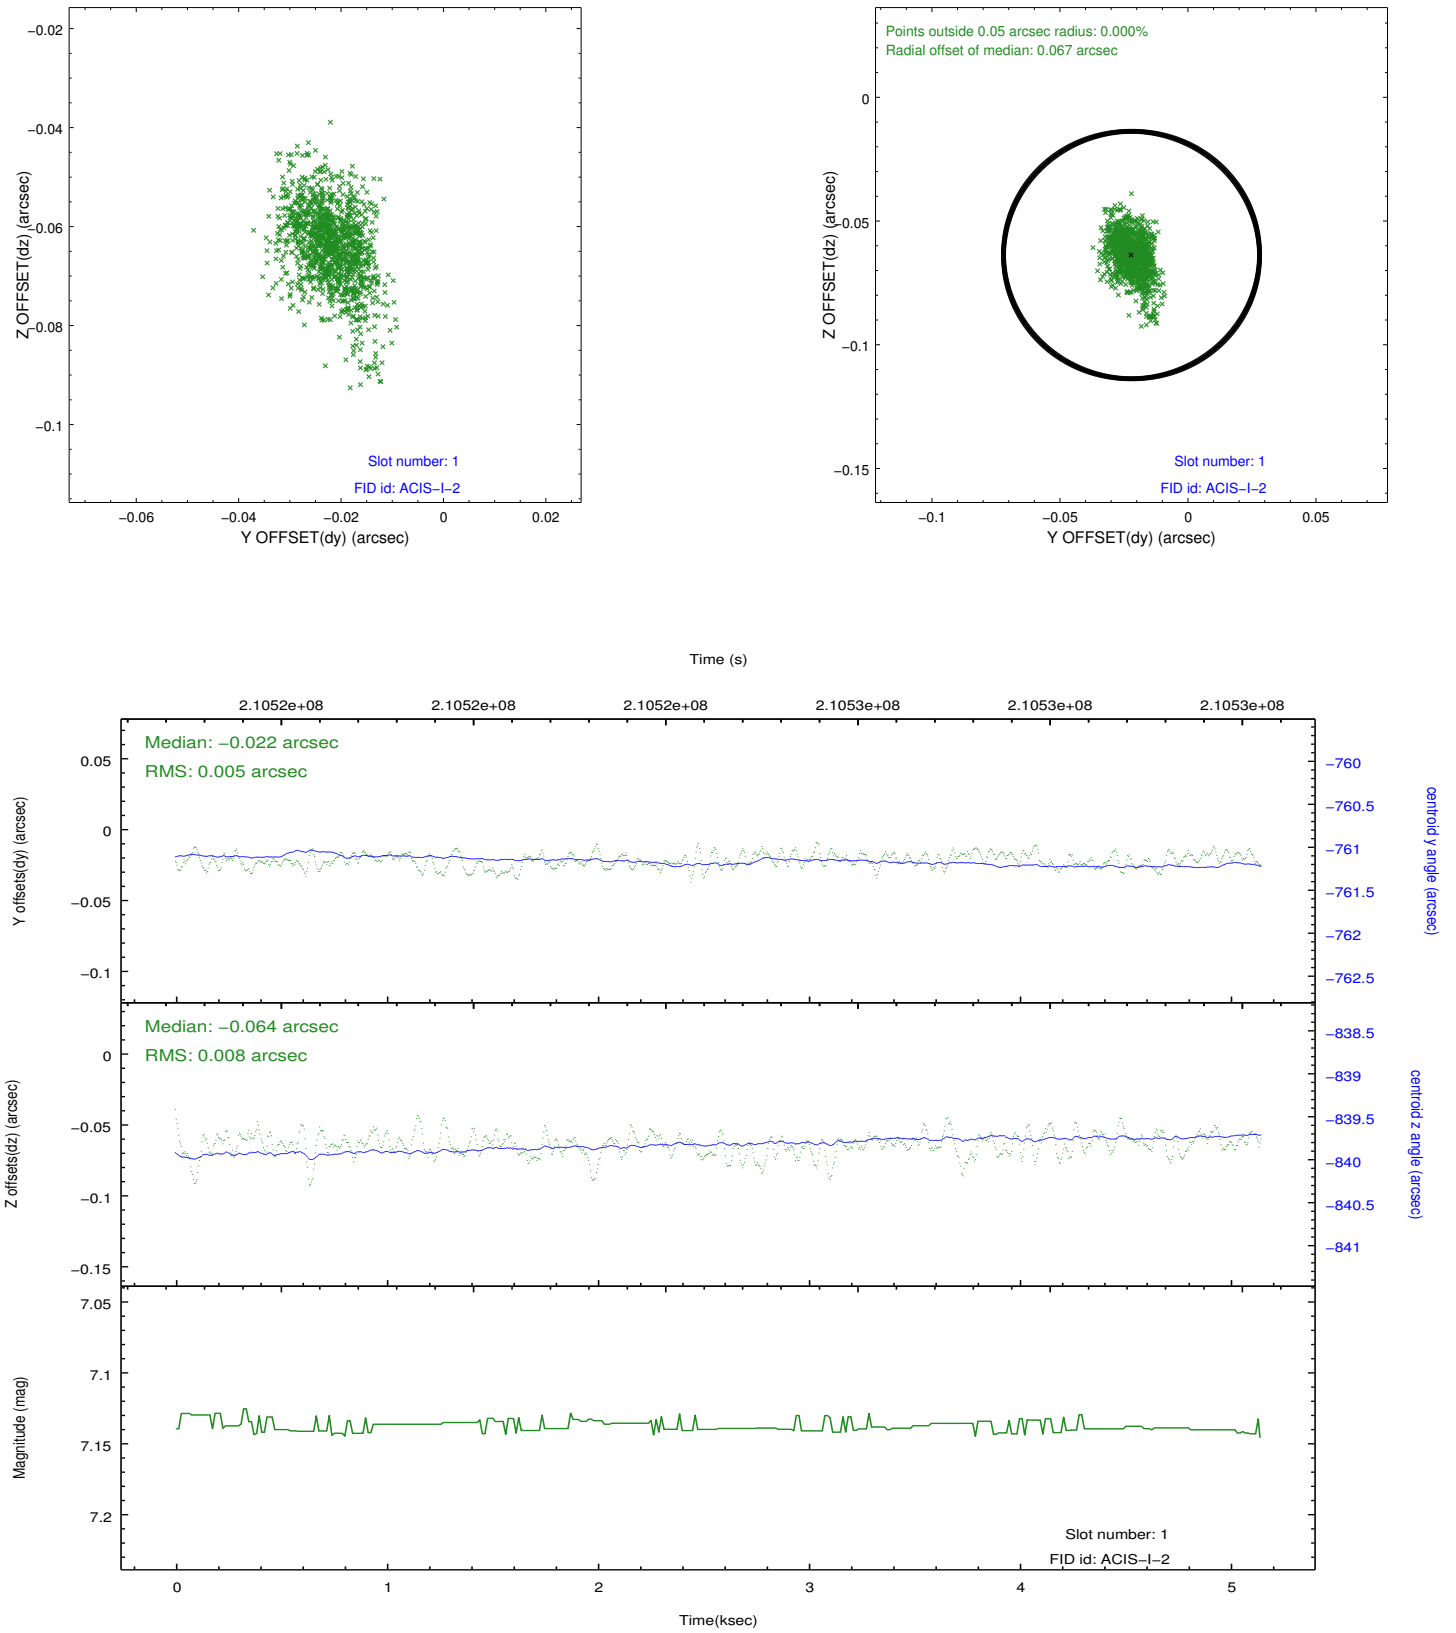 −0.02
−0.04
−0.06
−0.08
−0.1
Z OFFSET(dz) (arcsec)
Slot number: 1
FID id: ACIS−I−2
−0.06
−0.04
−0.02
0
0.02
Y OFFSET(dy) (arcsec)
Points outside 0.05 arcsec radius: 0.000%
Radial offset of median: 0.067 arcsec
0
−0.05
−0.1
−0.15
Z OFFSET(dz) (arcsec)
Slot number: 1
FID id: ACIS−I−2
−0.1
−0.05
0
0.05
Y OFFSET(dy) (arcsec)
Time (s)
2.1052e+08
2.1052e+08
2.1052e+08
2.1053e+08
2.1053e+08
2.1053e+08
Median: −0.022 arcsec
RMS: 0.005 arcsec
0.05
0
−0.05
−0.1
Y offsets(dy) (arcsec)
−760
−760.5
−761
−761.5
−762
−762.5
centroid y angle (arcsec)
Median: −0.064 arcsec
RMS: 0.008 arcsec
0
−0.05
−0.1
−0.15
Z offsets(dz) (arcsec)
−838.5
−839
−839.5
−840
−840.5
−841
centroid z angle (arcsec)
7.05
7.1
7.15
7.2
Magnitude (mag)
Slot number: 1
FID id: ACIS−I−2
0
1
2
3
4
5
Time(ksec)